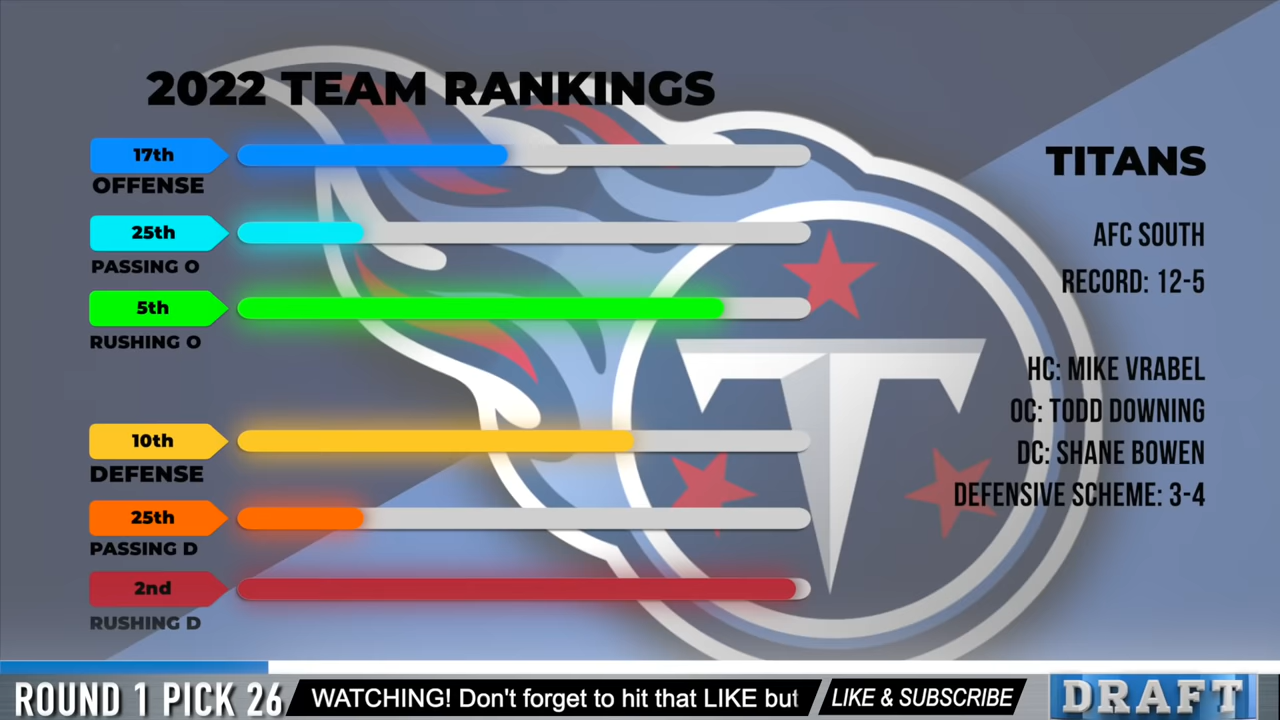 2022 TEAM RANKINGS
17th
OFFENSE
25th
PASSING O
5th
RUSHING O
10th
DEFENSE
25th
PASSING D
2nd
RUSHING D
TITANS
AFC SOUTH
RECORD: 12-5
HC: MIKE VRABEL
OC: TODD DOWNING
DC: SHANE BOWEN
DEFENSIVE SCHEME: 3-4
T
ROUND 1 PICK 26
WATCHING! Don't forget to hit that LIKE but
LIKE & SUBSCRIBE
DRAFT